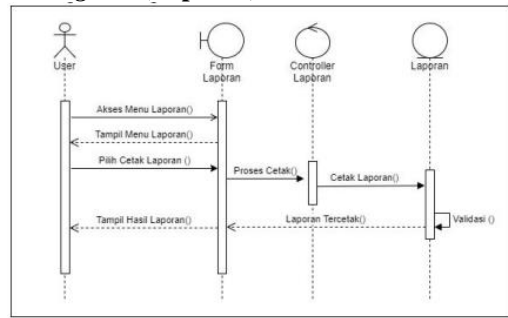 User
Form
Laporan
Controller
Laporan
Laporan
Akses Menu Laporan()
Tampil Menu Laporan()
Pilih Cetak Laporan ()
Proses Cetak()
Cetak Laporan()
Tampil Hasil Laporan()
Laporan Tercetak()
Validasi ()